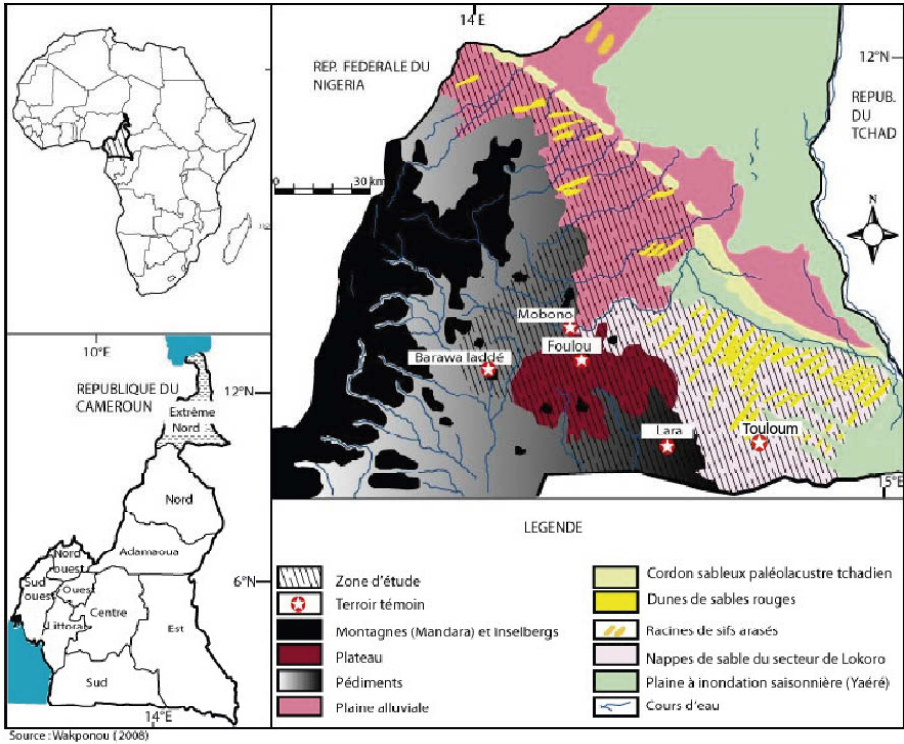 14 E
12°N
REP. FEDERALE DU
NIGERIA
REPUB.
DU
TCHAD
0
30 km
N
Mobono
Foulou
Barawa laddé
Lara
Touloum
15°E
10°E
12°N
REPUBLIQUE DU
CAMEROUN
Extrême
Nord
Nord
Adamaoua
Nord
ouest
Sud
ouest
Ouest
Littoral
Centre
Est
Sud
6°N
14°E
LEGENDE
Zone d'étude
Terroir témoin
Montagnes (Mandara) et Inselbergs
Plateau
Pédiments
Plaine alluviale
Cordon sableux paléolacustre tchadien
Dunes de sables rouges
Racines de sifs arasés
Nappes de sable du secteur de Lokoro
Plaine à inondation saisonnière (Yaéré)
Cours d'eau
Source : Wakponou (2008)